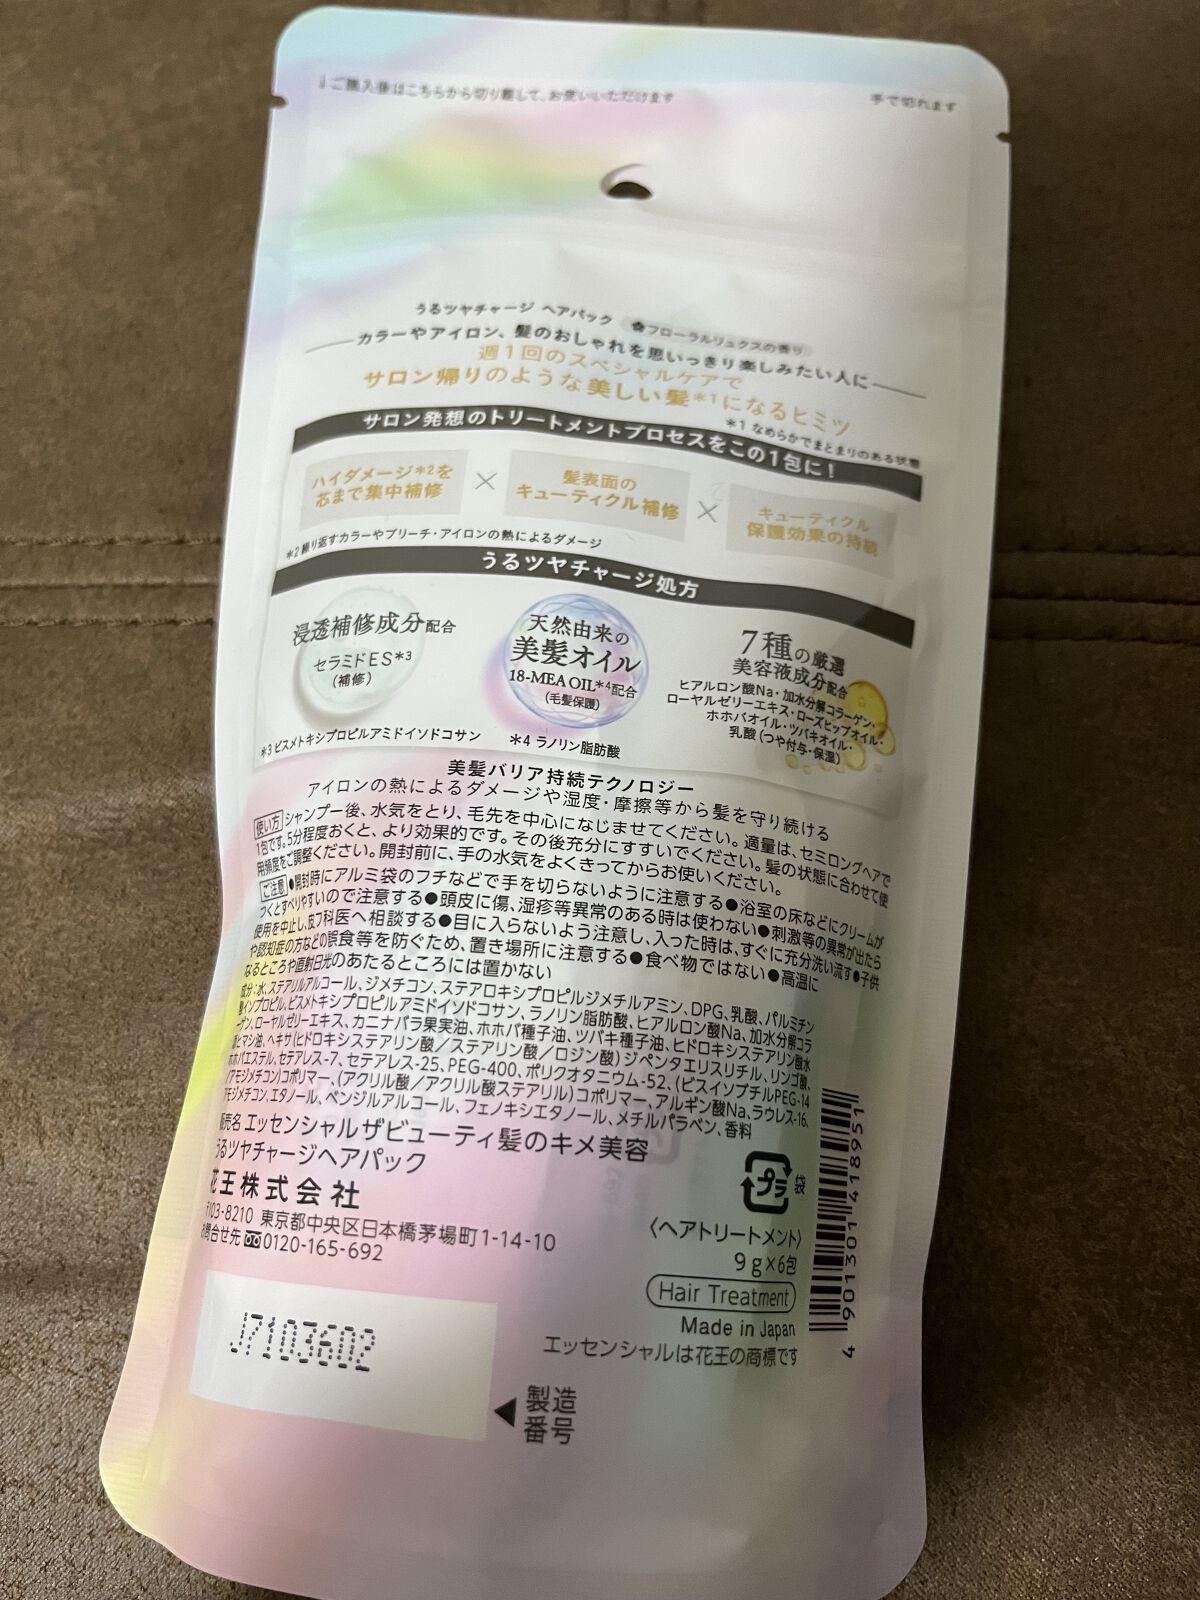 ↓ご購入後はこちらから切り離して、お使いいただけます
手で切れます
うるツヤチャージ ヘアパック フローラルリュクスの香り
カラーやアイロン、髪のおしゃれを思いっきり楽しみたい人に
週1回のスペシャルケアで
サロン帰りのような美しい髪*1になるヒミツ
*1 なめらかでまとまりのある状態
サロン発想のトリートメントプロセスをこの1包に!
ハイダメージ*2を
芯まで集中補修
×
髪表面の
キューティクル補修
×
キューティクル
保護効果の持続
*2 繰り返すカラーやブリーチ・アイロンの熱によるダメージ
うるツヤチャージ処方
浸透補修成分配合
セラミドES*3
(補修)
*3 ビスメトキシプロピルアミドイソドコサン
天然由来の
美髪オイル
18-MEA OIL*4配合
(毛髪保護)
*4 ラノリン脂肪酸
7種の厳選
美容液成分配合
ヒアルロン酸Na・加水分解コラーゲン・
ローヤルゼリーエキス・ローズヒップオイル・
ホホバオイル・ツバキオイル・
乳酸(つや付与・保湿)
美髪バリア持続テクノロジー
アイロンの熱によるダメージや湿度・摩擦等から髪を守り続ける
使い方 シャンプー後、水気をとり、毛先を中心になじませてください。適量は、セミロングヘアで
1包です。5分程度おくと、より効果的です。その後充分にすすいでください。髪の状態に合わせて使
用頻度をご調整ください。開封前に、手の水気をよくきってからお使いください。
ご注意 ●開封時にアルミ袋のフチなどで手を切らないように注意する●浴室の床などにクリームが
つくとすべりやすいので注意する●頭皮に傷、湿疹等異常のある時は使わない●刺激等の異常が出たら
使用を中止し、皮フ科医へ相談する●目に入らないよう注意し、入った時は、すぐに充分洗い流す●子供
や認知症の方などの誤食等を防ぐため、置き場所に注意する●食べ物ではない●高温に
なるところや直射日光のあたるところには置かない
成分:水、ステアリルアルコール、ジメチコン、ステアロキシプロピルジメチルアミン、DPG、乳酸、パルミチン
酸イソプロピル、ビスメトキシプロピルアミドイソドコサン、ラノリン脂肪酸、ヒアルロン酸Na、加水分解コラ
ーゲン、ローヤルゼリーエキス、カニナバラ果実油、ホホバ種子油、ツバキ種子油、ヒドロキシステアリン酸水
添ヒマシ油、ヘキサ(ヒドロキシステアリン酸/ステアリン酸/ロジン酸)ジペンタエリスリチル、リンゴ酸、
ホホバエステル、セテアレス-7、セテアレス-25、PEG-400、ポリクオタニウム-52、(ビスイソブチルPEG-14
/アモジメチコン)コポリマー、(アクリル酸/アクリル酸ステアリル)コポリマー、アルギン酸Na、ラウレス-16、
アモジメチコン、エタノール、ベンジルアルコール、フェノキシエタノール、メチルパラベン、香料
販売名 エッセンシャルザビューティ髪のキメ美容
うるツヤチャージヘアパック
花王株式会社
〒103-8210 東京都中央区日本橋茅場町1-14-10
お問合せ先 0120-165-692
プラ
袋
〈ヘアトリートメント〉
9g×6包
Hair Treatment
Made in Japan
エッセンシャルは花王の商標です
4 901301 418951
J7103602
◀製造
番号